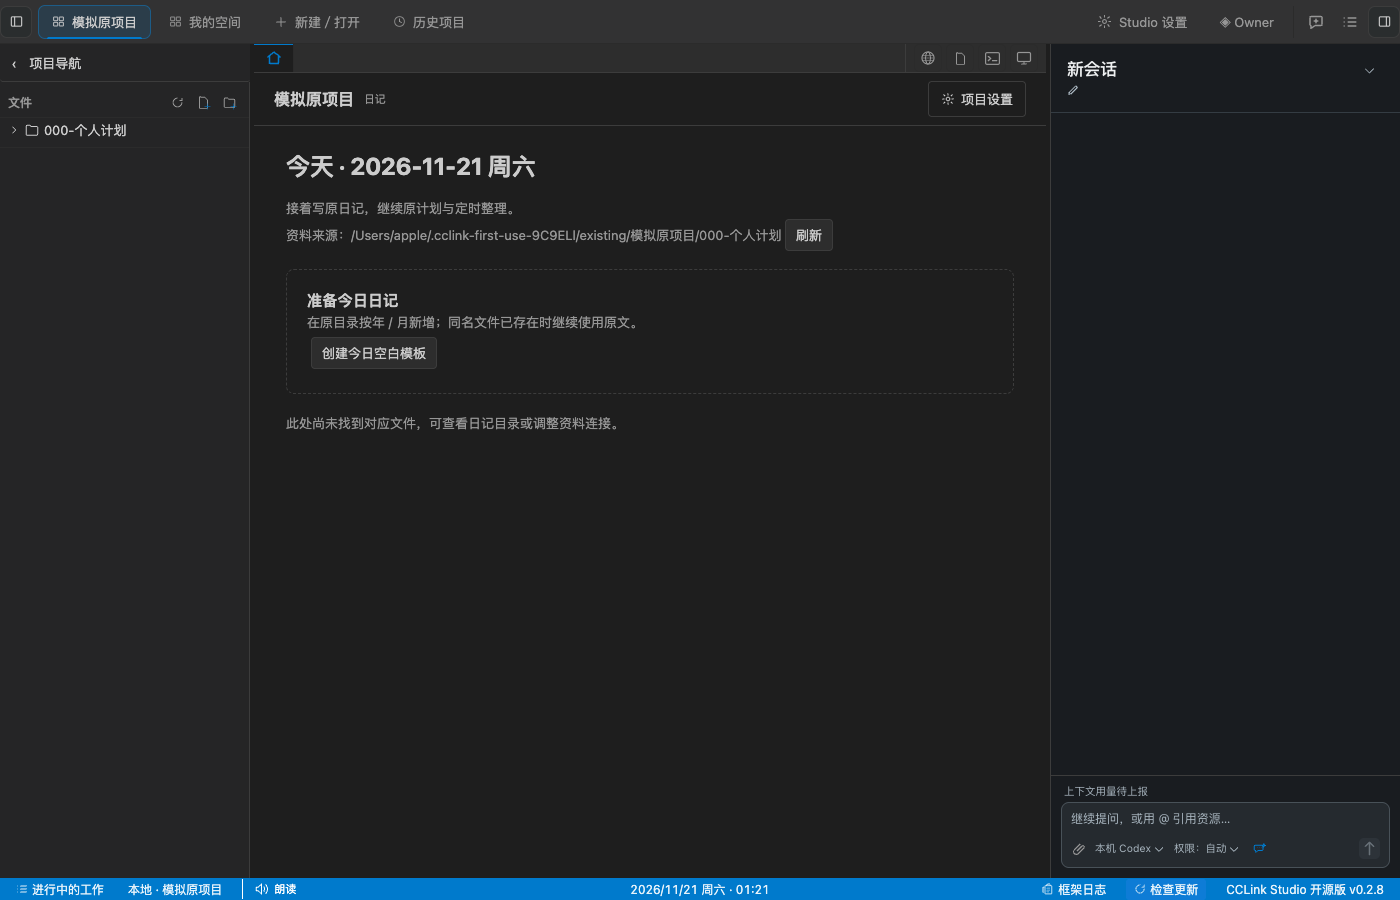 模拟原项目
我的空间
新建 / 打开
历史项目
Studio 设置
Owner
项目导航
文件
000-个人计划
模拟原项目 日记
项目设置
今天 · 2026-11-21 周六
接着写原日记，继续原计划与定时整理。
资料来源：/Users/apple/.cclink-first-use-9C9ELl/existing/模拟原项目/000-个人计划 刷新
准备今日日记
在原目录按年 / 月新增；同名文件已存在时继续使用原文。
创建今日空白模板
此处尚未找到对应文件，可查看日记目录或调整资料连接。
新会话
上下文用量待上报
继续提问，或用 @ 引用资源...
本机 Codex 权限：自动
进行中的工作 本地 · 模拟原项目 朗读 2026/11/21 周六 · 01:21 框架日志 检查更新 CCLink Studio 开源版 v0.2.8